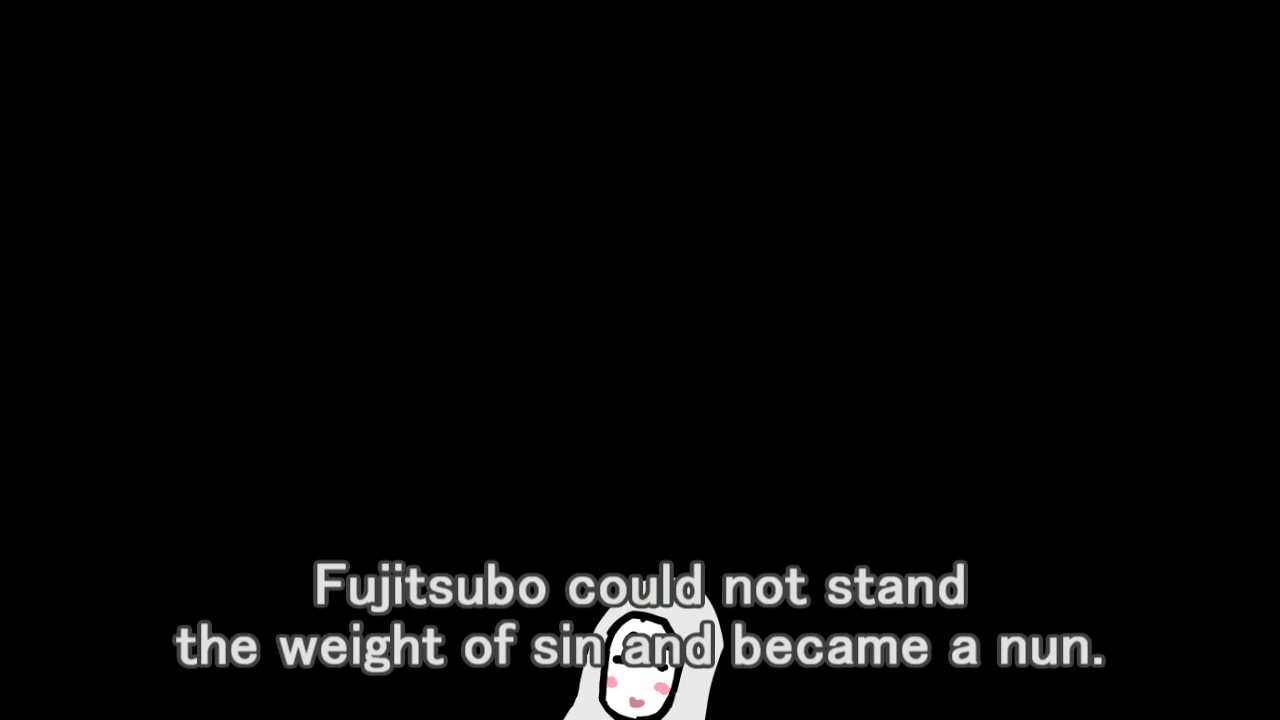 Fujitsubo could not stand
the weight of sin and became a nun.